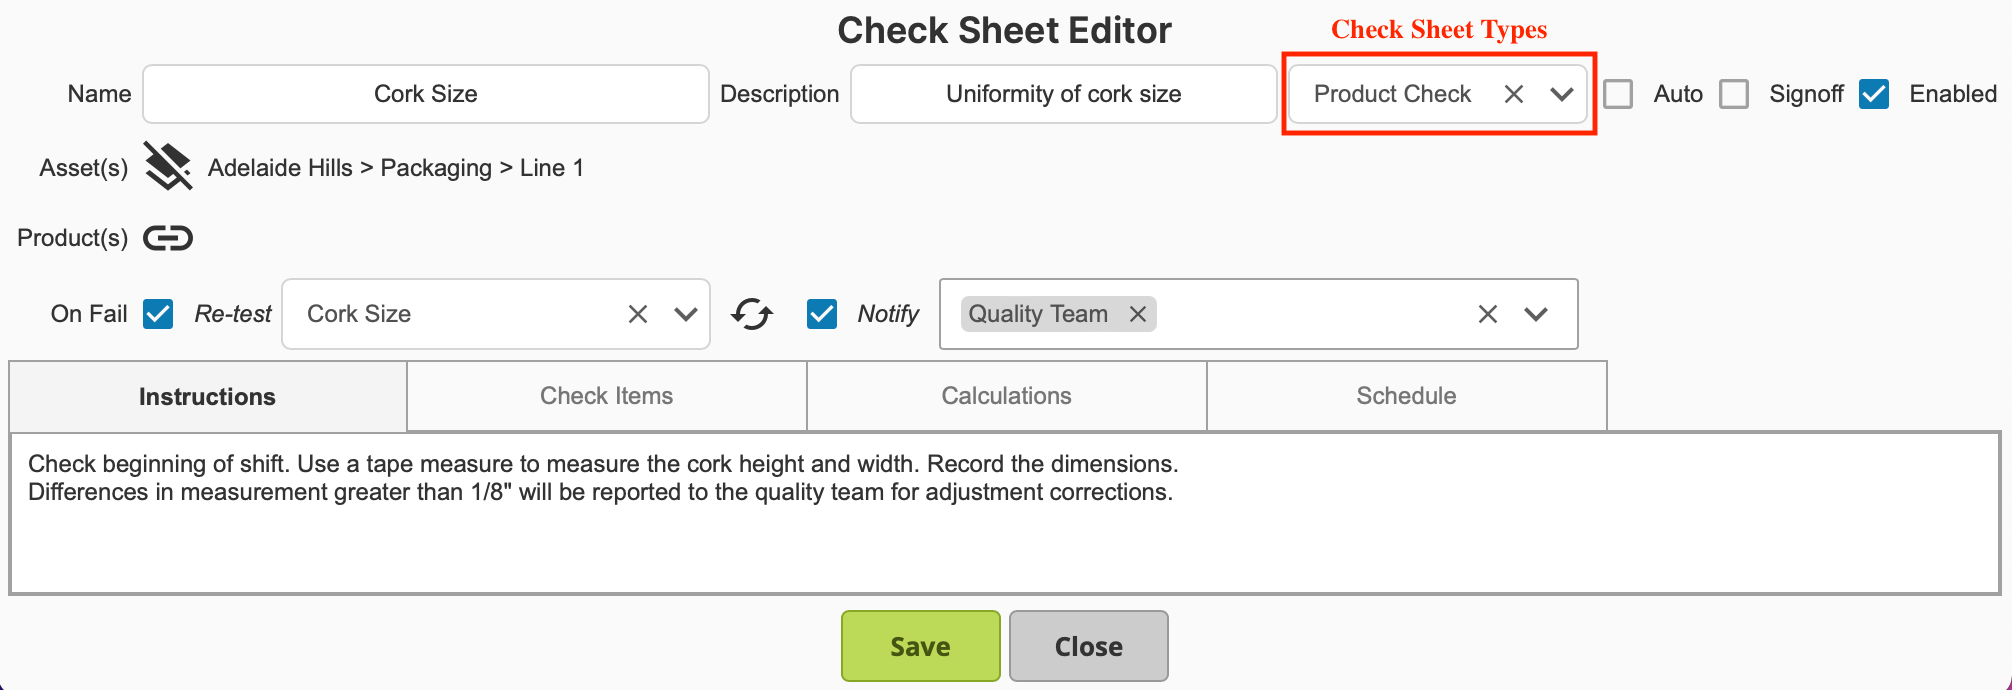 Check Sheet Editor
Check Sheet Types
Name Cork Size Description Uniformity of cork size Product Check Auto Signoff Enabled
Asset(s) Adelaide Hills > Packaging > Line 1
Product(s)
On Fail Re-test Cork Size Notify Quality Team
Instructions Check Items Calculations Schedule
Check beginning of shift. Use a tape measure to measure the cork height and width. Record the dimensions.
Differences in measurement greater than 1/8" will be reported to the quality team for adjustment corrections.
Save Close